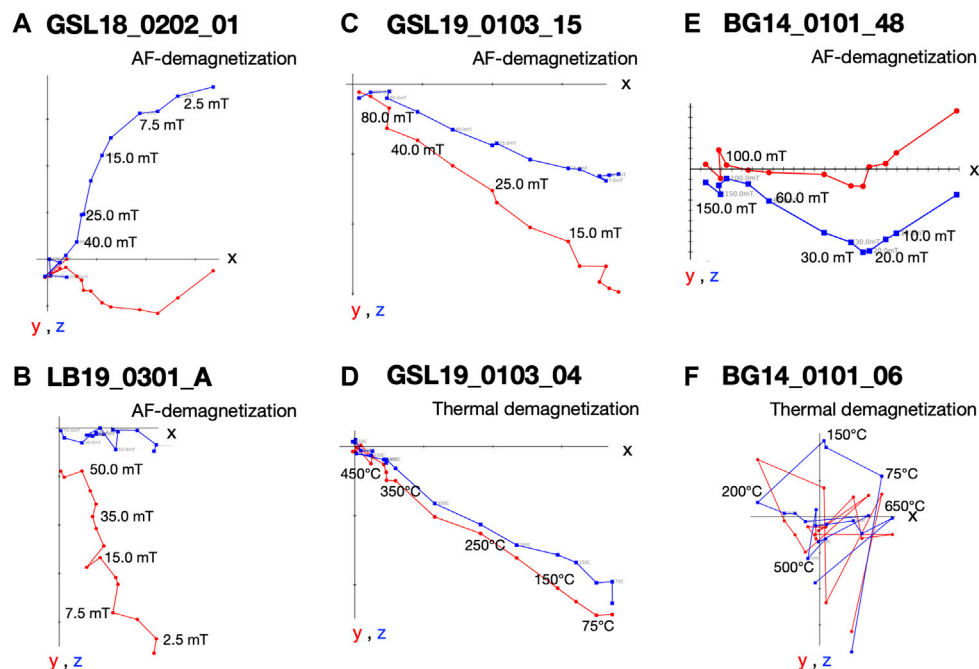 A GSL18_0202_01
AF-demagnetization
2.5 mT
7.5 mT
15.0 mT
25.0 mT
40.0 mT
x
y , z
B LB19_0301_A
AF-demagnetization
x
50.0 mT
35.0 mT
15.0 mT
7.5 mT
2.5 mT
y , z
C GSL19_0103_15
AF-demagnetization
x
80.0 mT
40.0 mT
25.0 mT
15.0 mT
y , z
D GSL19_0103_04
Thermal demagnetization
x
450°C
350°C
250°C
150°C
75°C
y , z
E BG14_0101_48
AF-demagnetization
100.0 mT
x
150.0 mT
60.0 mT
10.0 mT
30.0 mT
20.0 mT
y , z
F BG14_0101_06
Thermal demagnetization
150°C
75°C
200°C
650°C
x
500°C
y , z